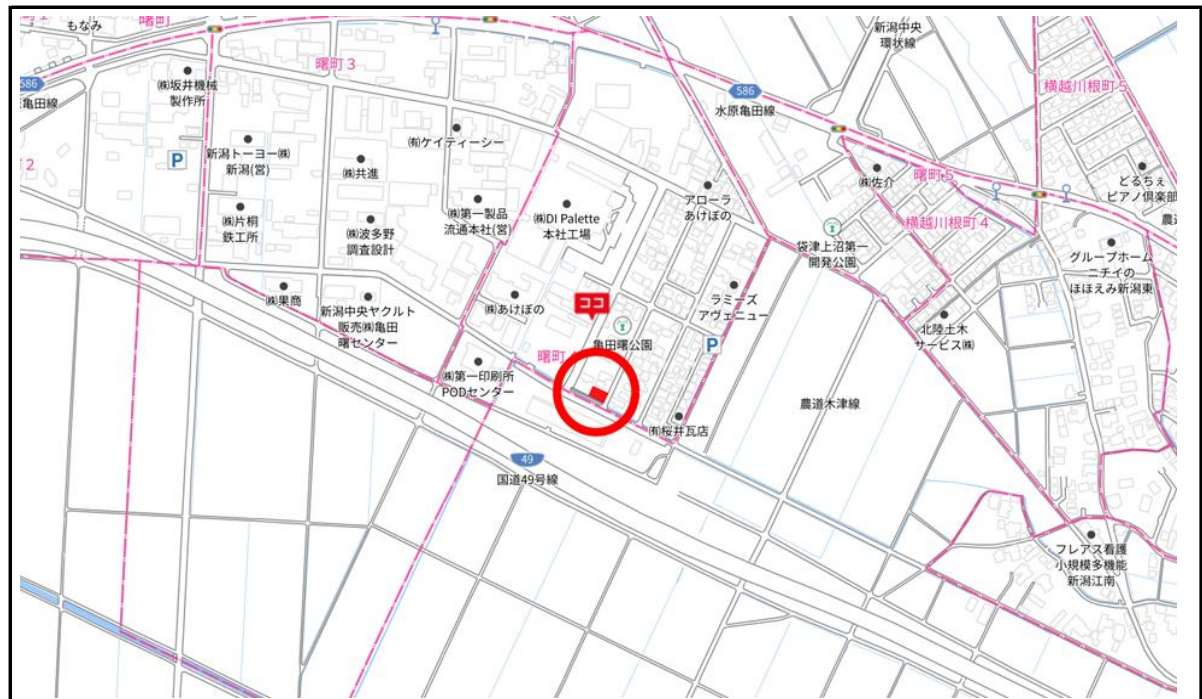 もなみ
曙町
586
亀田線
㈱坂井機械
製作所
曙町3
P
新潟トーヨー㈱
新潟(営)
㈱片桐
鉄工所
㈱共進
㈲ケイティーシー
㈱波多野
調査設計
㈱第一製品
流通本社(営)
㈱DI Palette
本社工場
アローラ
あけぼの
586
水原亀田線
新潟中央
環状線
横越川根町5
㈱佐介
曙町5
横越川根町4
どるちぇ
ピアノ倶楽部
袋津上沼第一
開発公園
グループホーム
ニチイの
ほほえみ新潟東
北陸土木
サービス㈱
ラミーズ
アヴェニュー
㈱果商
新潟中央ヤクルト
販売㈱亀田
曙センター
㈱あけぼの
ココ
亀田曙公園
P
曙町
㈱第一印刷所
PODセンター
㈲桜井瓦店
農道木津線
49
国道49号線
フレアス看護
小規模多機能
新潟江南